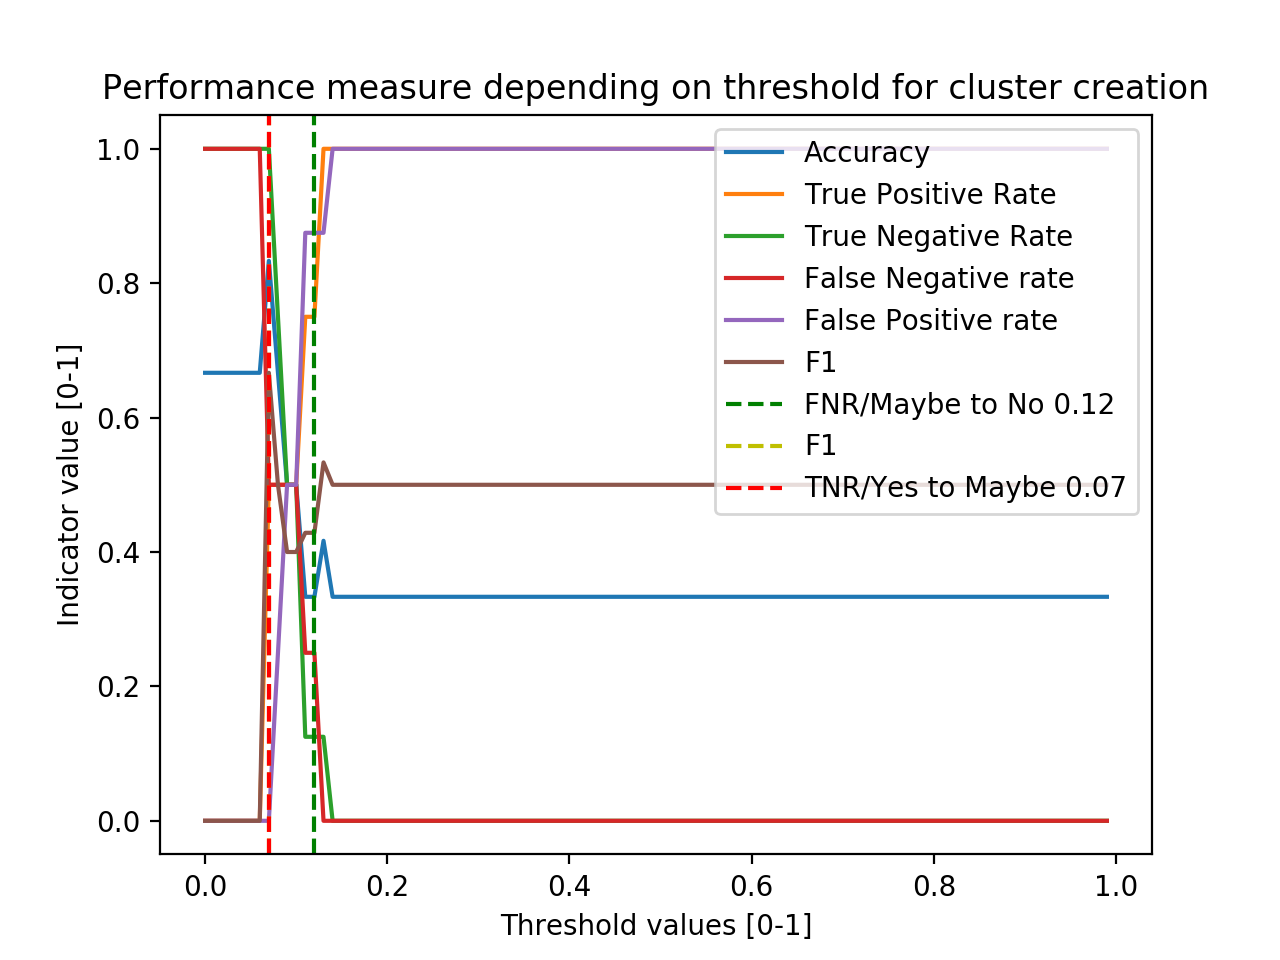 Performance measure depending on threshold for cluster creation
1.0
0.8
0.6
0.4
0.2
0.0
Indicator value [0-1]
Accuracy
True Positive Rate
True Negative Rate
False Negative rate
False Positive rate
F1
FNR/Maybe to No 0.12
F1
TNR/Yes to Maybe 0.07
0.0 0.2 0.4 0.6 0.8 1.0
Threshold values [0-1]